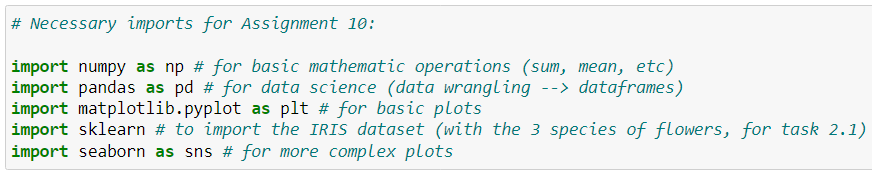 # Necessary imports for Assignment 10:
import numpy as np # for basic mathematic operations (sum, mean, etc)
import pandas as pd # for data science (data wrangling --> dataframes)
import matplotlib.pyplot as plt # for basic plots
import sklearn # to import the IRIS dataset (with the 3 species of flowers, for task 2.1)
import seaborn as sns # for more complex plots